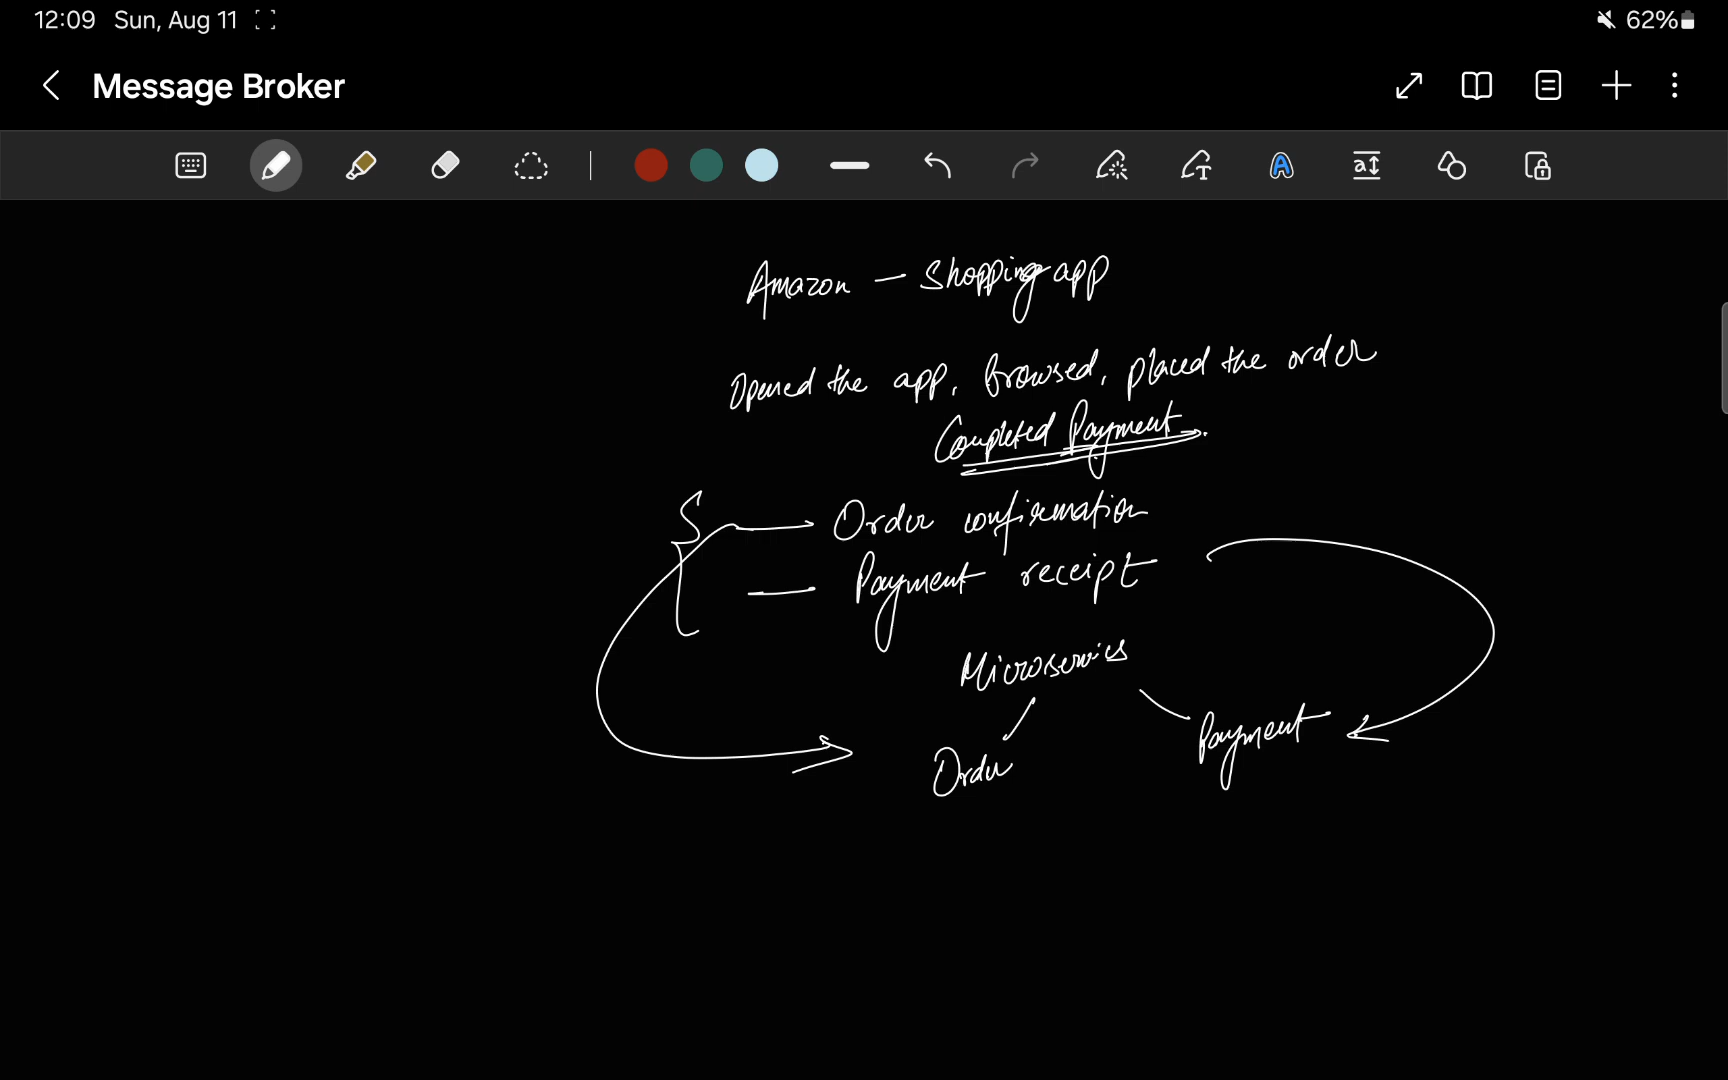 12:09 Sun, Aug 11 62%
Message Broker
Amazon — Shopping app
Opened the app, browsed, placed the order
Completed Payment.
Order confirmation
Payment receipt
Microservices
Order
Payment